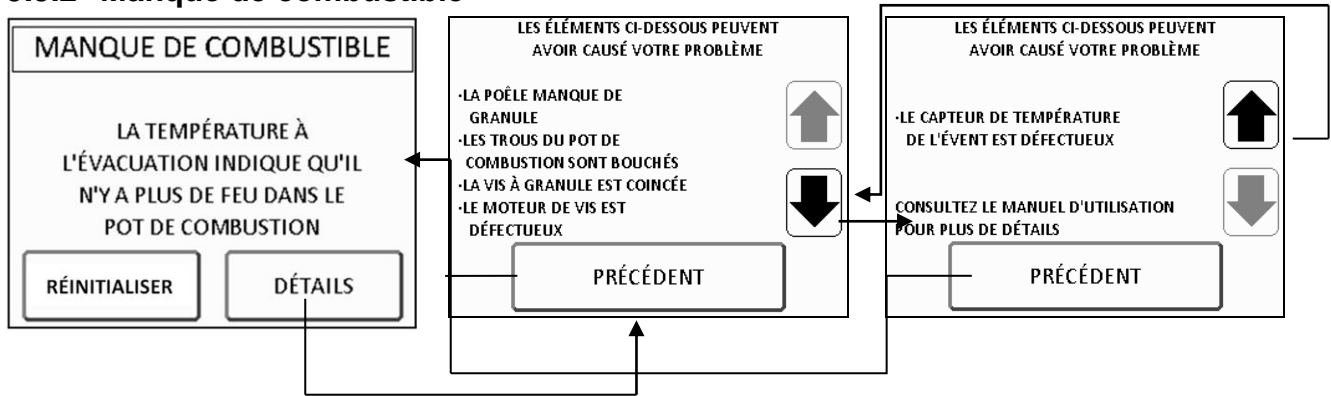 Manque de combustible
MANQUE DE COMBUSTIBLE
LA TEMPÉRATURE À
L'ÉVACUATION INDIQUE QU'IL
N'Y A PLUS DE FEU DANS LE
POT DE COMBUSTION
RÉINITIALISER
DÉTAILS
LES ÉLÉMENTS CI-DESSOUS PEUVENT
AVOIR CAUSÉ VOTRE PROBLÈME
·LA POÊLE MANQUE DE
GRANULE
·LES TROUS DU POT DE
COMBUSTION SONT BOUCHÉS
·LA VIS À GRANULE EST COINCÉE
·LE MOTEUR DE VIS EST
DÉFECTUEUX
PRÉCÉDENT
LES ÉLÉMENTS CI-DESSOUS PEUVENT
AVOIR CAUSÉ VOTRE PROBLÈME
·LE CAPTEUR DE TEMPÉRATURE
DE L'ÉVENT EST DÉFECTUEUX
CONSULTEZ LE MANUEL D'UTILISATION
POUR PLUS DE DÉTAILS
PRÉCÉDENT